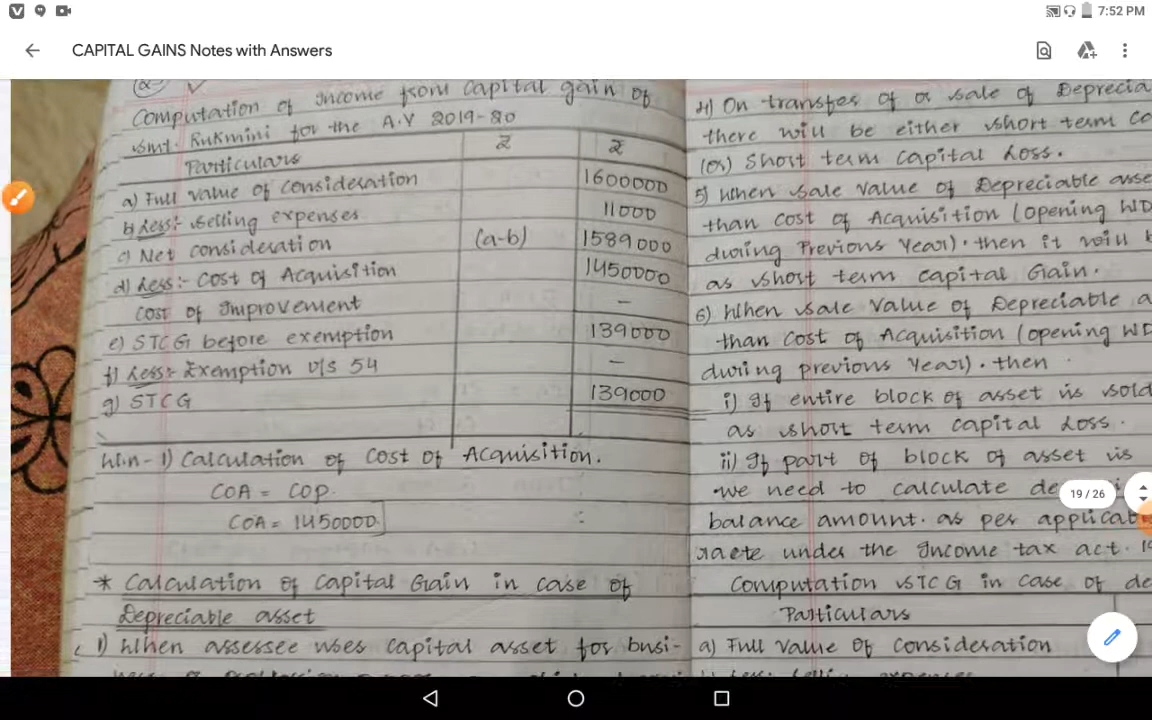 7:52 PM
CAPITAL GAINS Notes with Answers
Computation of Income from Capital gain of
Smt. Rukmini for the A.Y 2019-20
Particulars ₹ ₹
a) Full value of consideration 1600000
b) Less:- Selling expenses 11000
c) Net consideration (a-b) 1589000
d) Less:- Cost of Acquisition 1450000
Cost of Improvement –
e) STCG before exemption 139000
f) Less:- Exemption U/S 54 –
g) STCG 139000
W.n-1) Calculation of Cost of Acquisition.
COA = COP.
COA = 1450000
* Calculation of Capital Gain in case of
Depreciable asset
1) When assessee uses capital asset for busi-
4) On transfer of a sale of Deprecia
there will be either short term
(or) Short term Capital Loss.
5) When sale value of Depreciable asse
than Cost of Acquisition (opening WD
during Previous Year). then it will
as short term capital Gain.
6) When sale value of Depreciable a
than cost of Acquisition (opening WD
during previous Year). then
i) If entire block of asset is sold
as short term capital Loss.
ii) If part of block of asset is
we need to calculate de
19 / 26
balance amount. as per applicab
raete under the Income tax act. 19
Computation STCG in case of de
Particulars
a) Full Value of Consideration